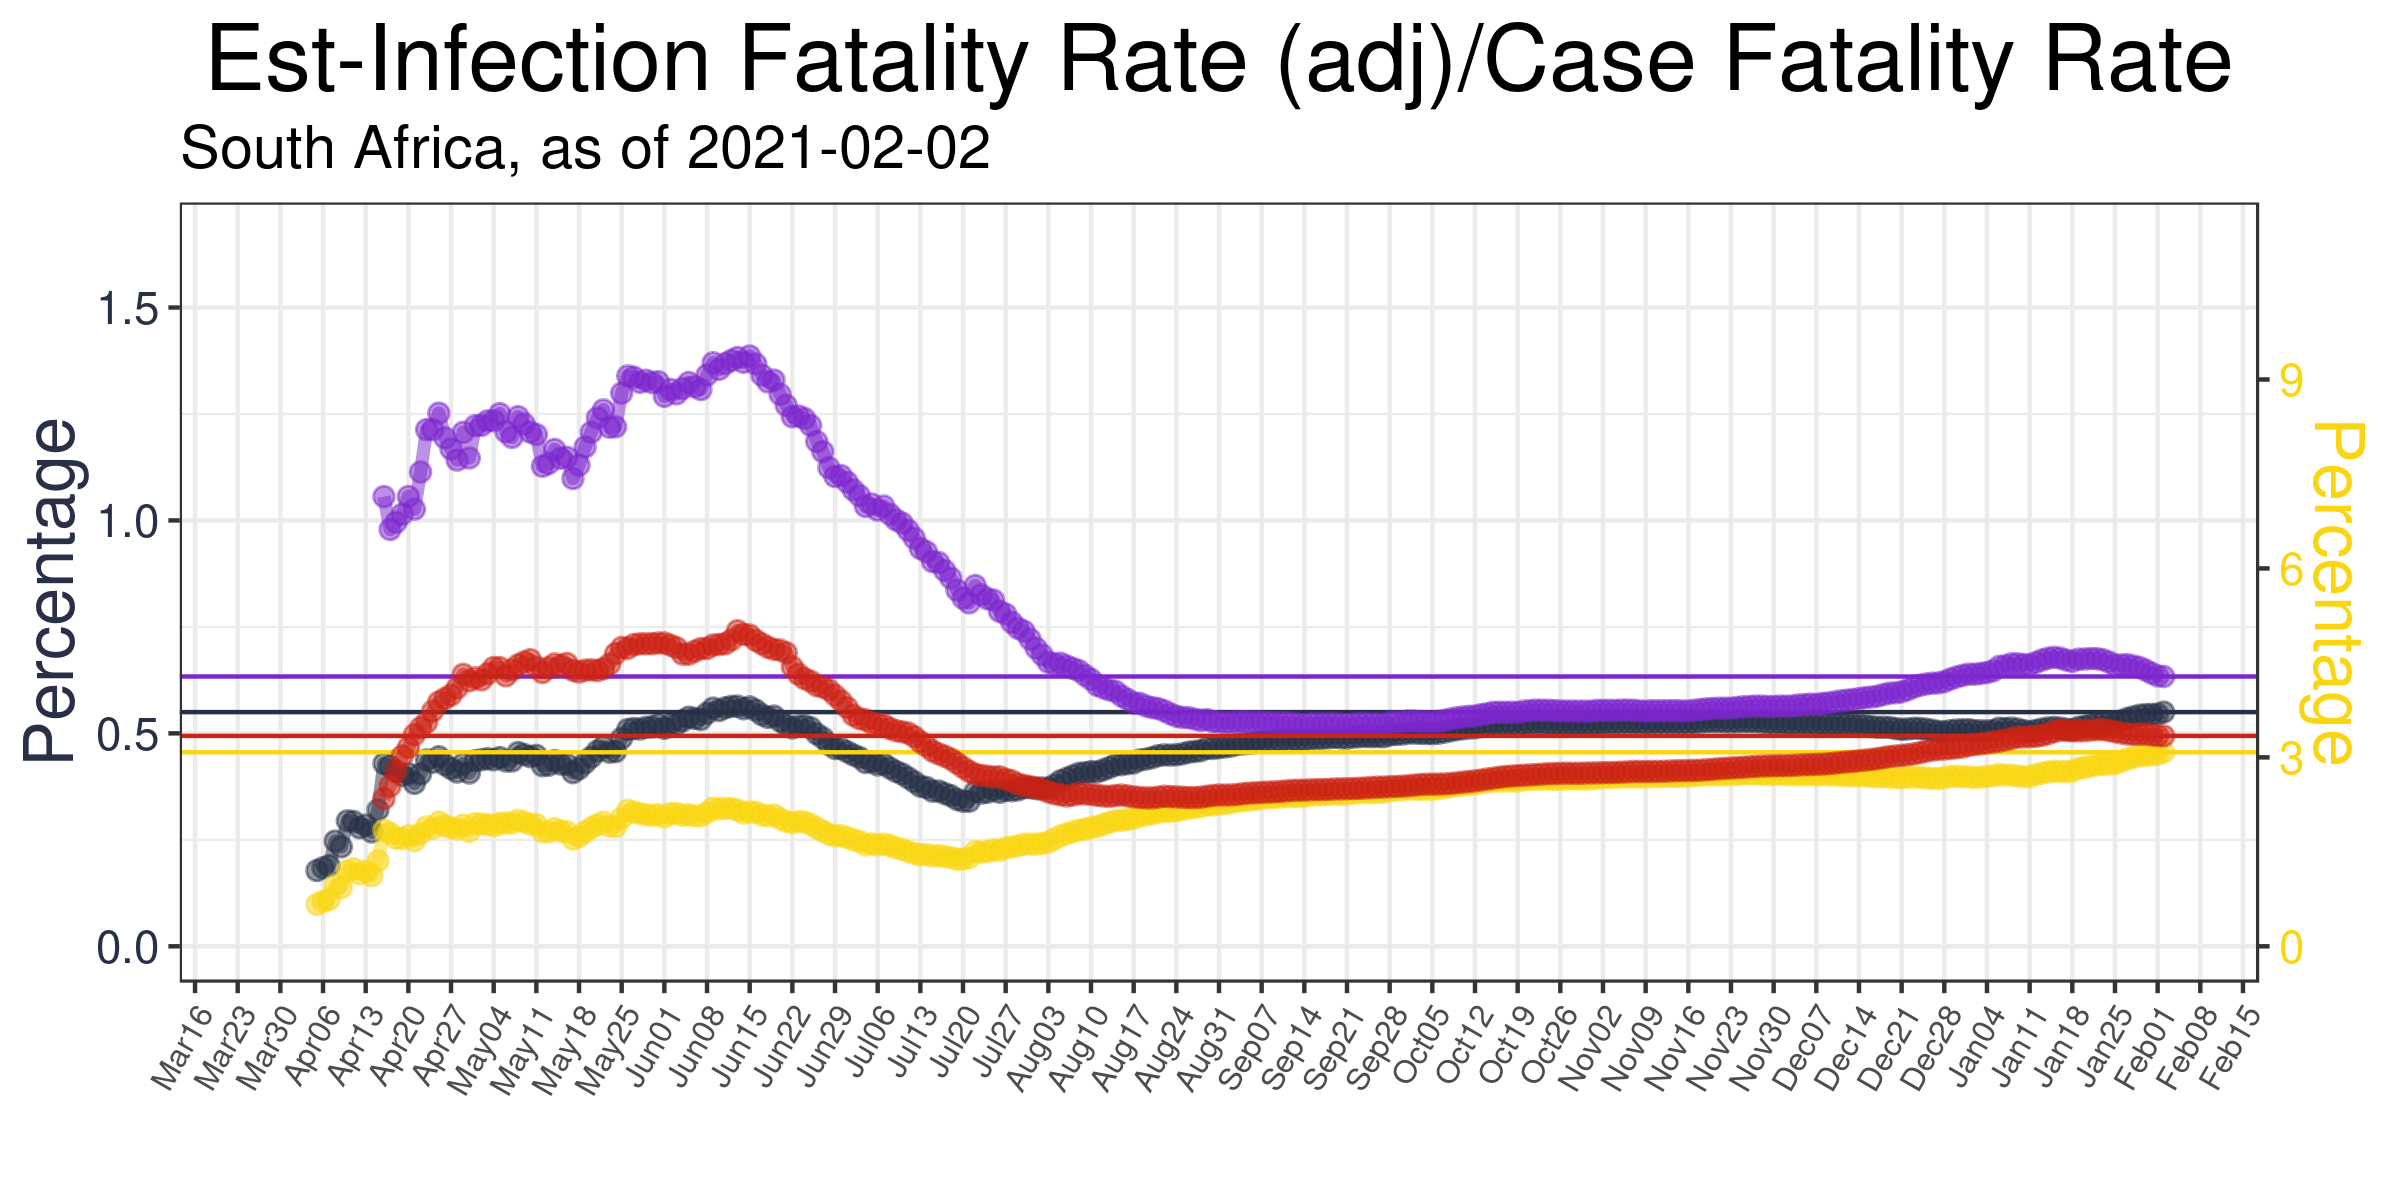 Est-Infection Fatality Rate (adj)/Case Fatality Rate
South Africa, as of 2021-02-02
Percentage
1.5
1.0
0.5
0.0
9
6
3
0
Percentage
Mar16
Mar23
Mar30
Apr06
Apr13
Apr20
Apr27
May04
May11
May18
May25
Jun01
Jun08
Jun15
Jun22
Jun29
Jul06
Jul13
Jul20
Jul27
Aug03
Aug10
Aug17
Aug24
Aug31
Sep07
Sep14
Sep21
Sep28
Oct05
Oct12
Oct19
Oct26
Nov02
Nov09
Nov16
Nov23
Nov30
Dec07
Dec14
Dec21
Dec28
Jan04
Jan11
Jan18
Jan25
Feb01
Feb08
Feb15